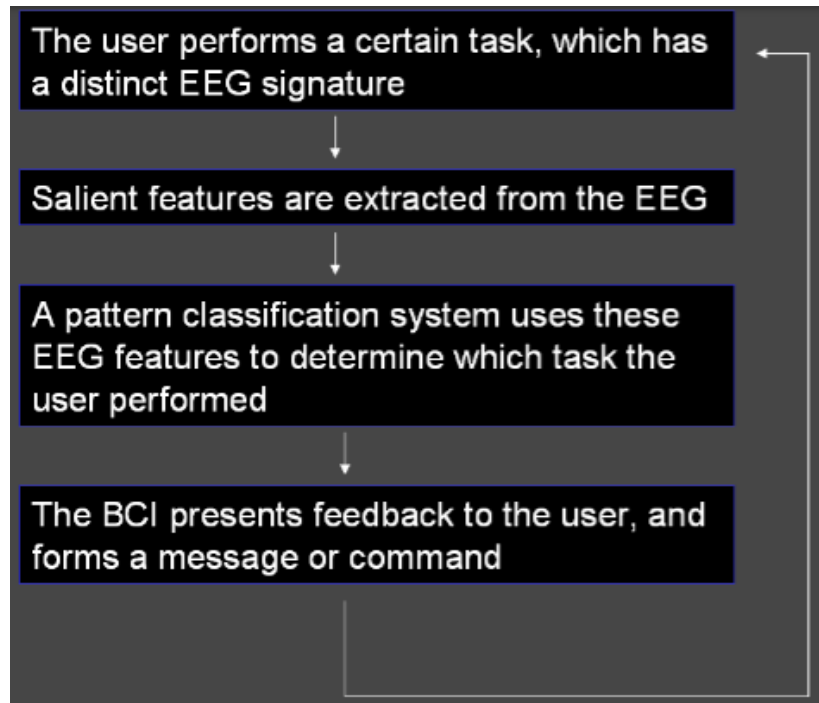 The user performs a certain task, which has
a distinct EEG signature
Salient features are extracted from the EEG
A pattern classification system uses these
EEG features to determine which task the
user performed
The BCI presents feedback to the user, and
forms a message or command